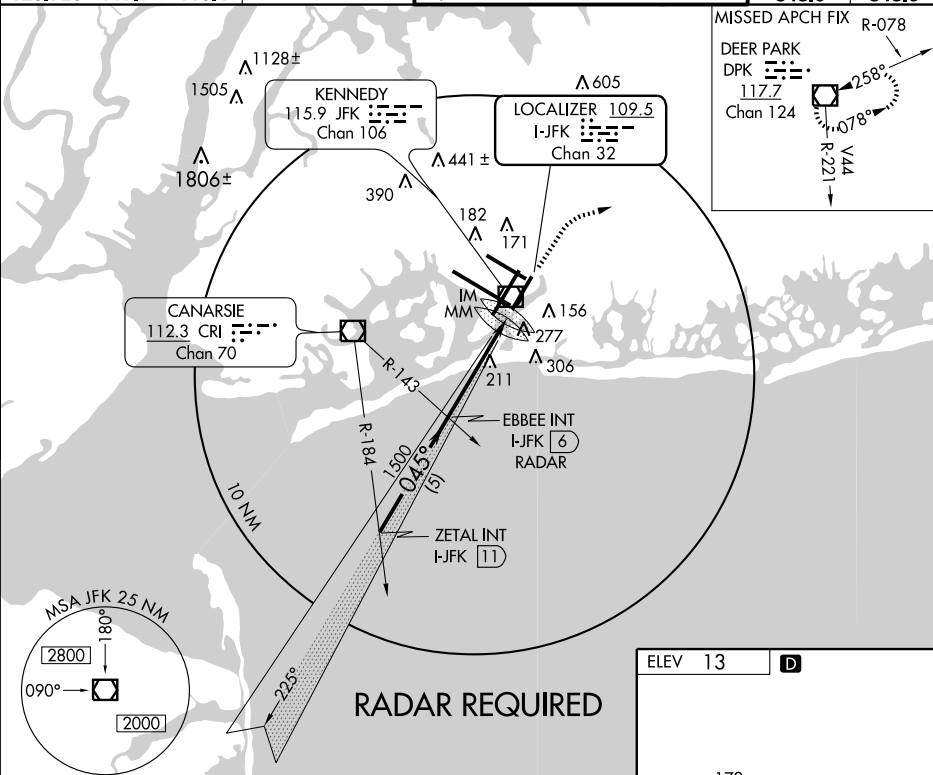 MISSED APCH FIX
R-078
DEER PARK
DPK
117.7
Chan 124
258°
078°
V44
R-221
1128±
1505
1806±
KENNEDY
115.9 JFK
Chan 106
605
LOCALIZER 109.5
I-JFK
Chan 32
441±
390
182
171
IM
MM
156
277
306
211
CANARSIE
112.3 CRI
Chan 70
R-143
R-184
EBBEE INT
I-JFK 6
RADAR
1500
045°
(5)
10 NM
ZETAL INT
I-JFK 11
225°
MSA JFK 25 NM
180°
2800
090°
2000
RADAR REQUIRED
ELEV 13 D